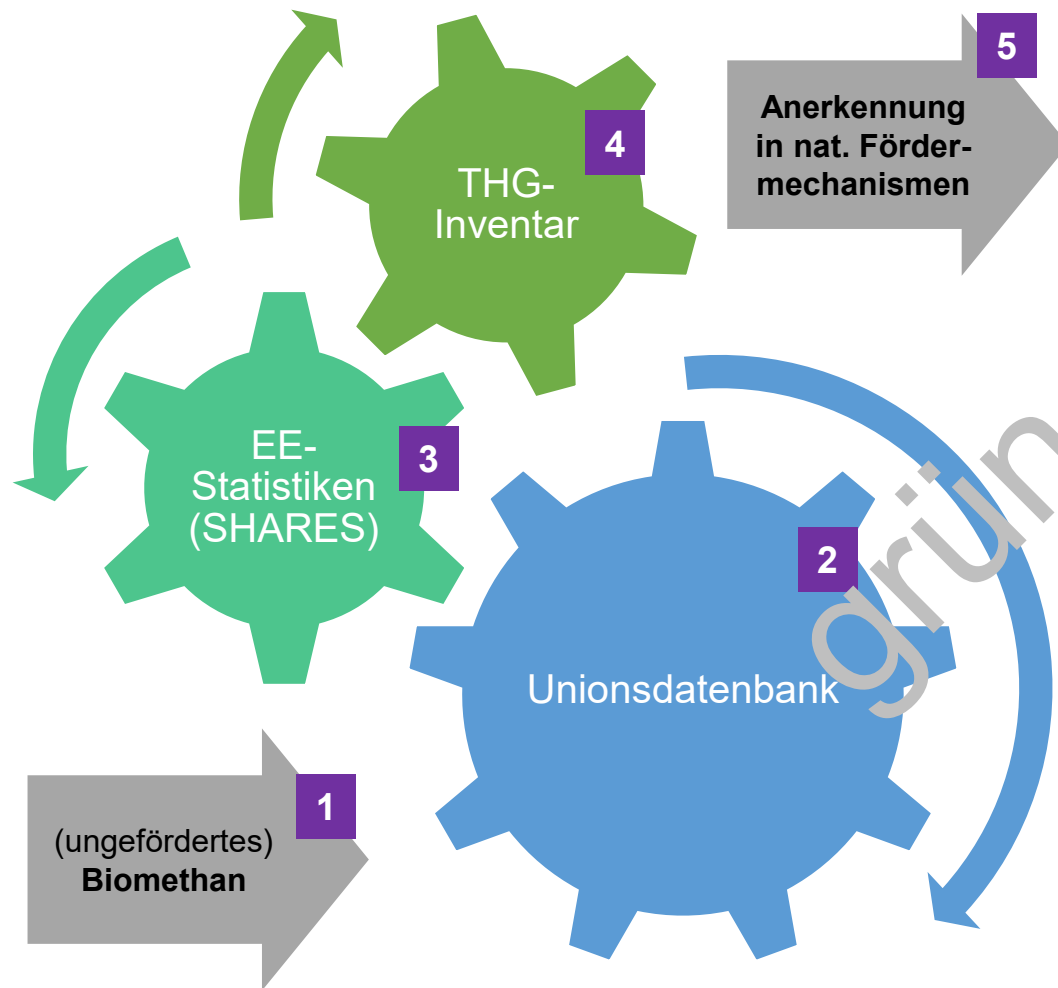 1
(ungefördertes)
Biomethan
2
Unionsdatenbank
3
EE-
Statistiken
(SHARES)
4
THG-
Inventar
5
Anerkennung
in nat. Förder-
mechanismen
grün